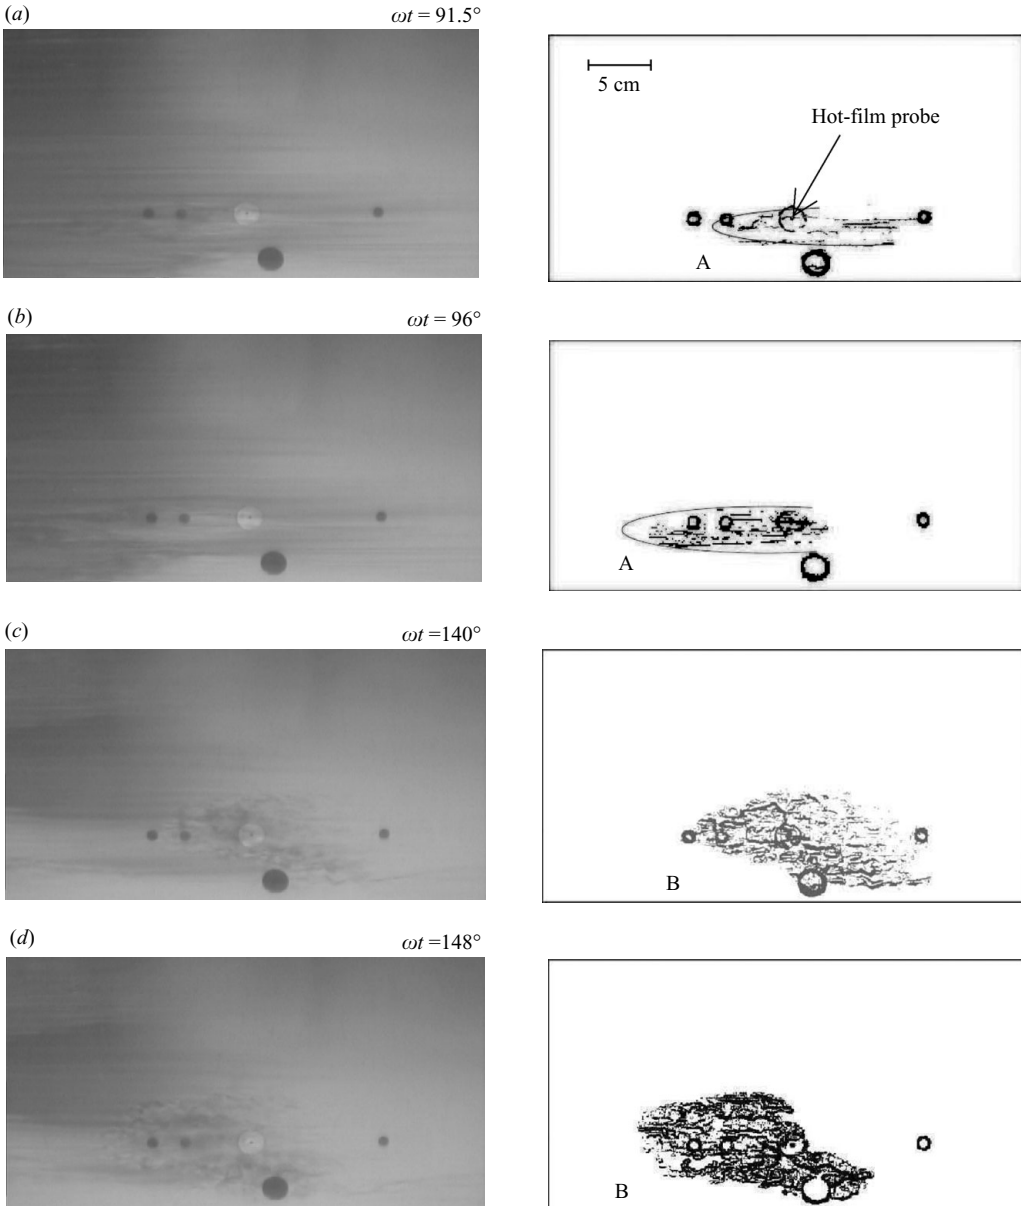 (a)
ωt = 91.5°
5 cm
Hot-film probe
A
(b)
ωt = 96°
A
(c)
ωt =140°
B
(d)
ωt =148°
B